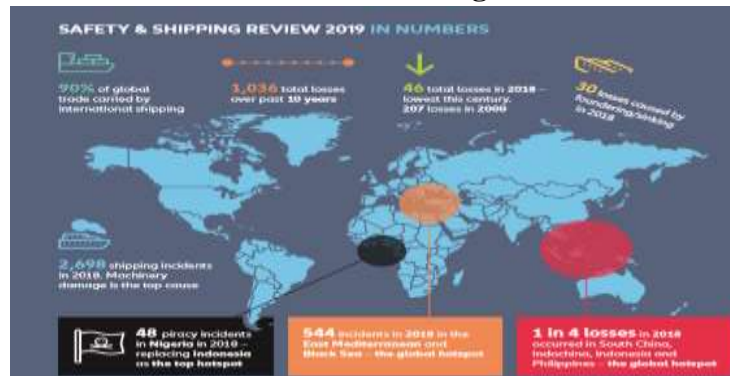 SAFETY & SHIPPING REVIEW 2019 IN NUMBERS
90% of global
trade carried by
international shipping
1,036 total losses
over past 10 years
46 total losses in 2018 –
lowest this century.
207 losses in 2000
30 losses caused by
foundering/sinking
in 2018
2,698 shipping incidents
in 2018. Machinery
damage is the top cause
48 piracy incidents
in Nigeria in 2018 –
replacing Indonesia
as the top hotspot
544 incidents in 2018 in the
East Mediterranean and
Black Sea – the global hotspot
1 in 4 losses in 2018
occurred in South China,
Indochina, Indonesia and
Philippines – the global hotspot